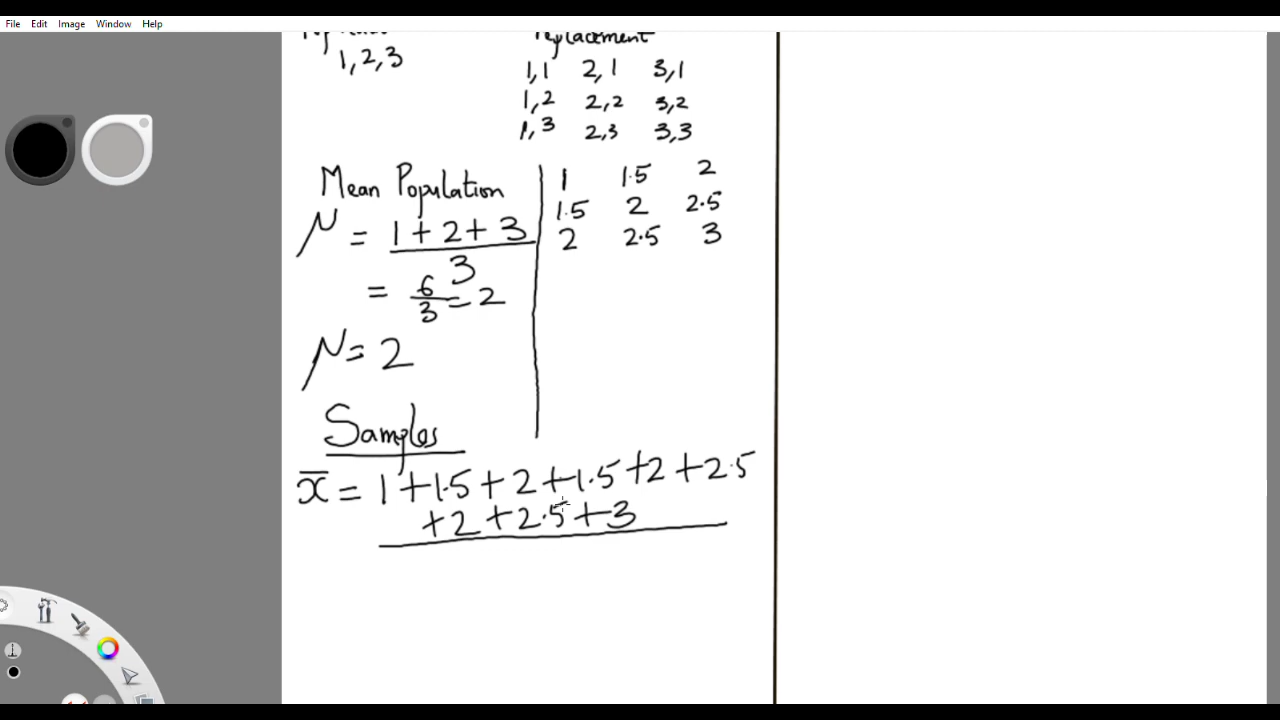 File Edit Image Window Help
1, 2, 3
Replacement
1,1 2,1 3,1
1,2 2,2 3,2
1,3 2,3 3,3
Mean Population
μ = 1 + 2 + 3
3
= 6/3 = 2
μ = 2
1 1.5 2
1.5 2 2.5
2 2.5 3
Samples
x̄ = 1 + 1.5 + 2 + 1.5 + 2 + 2.5
+ 2 + 2.5 + 3